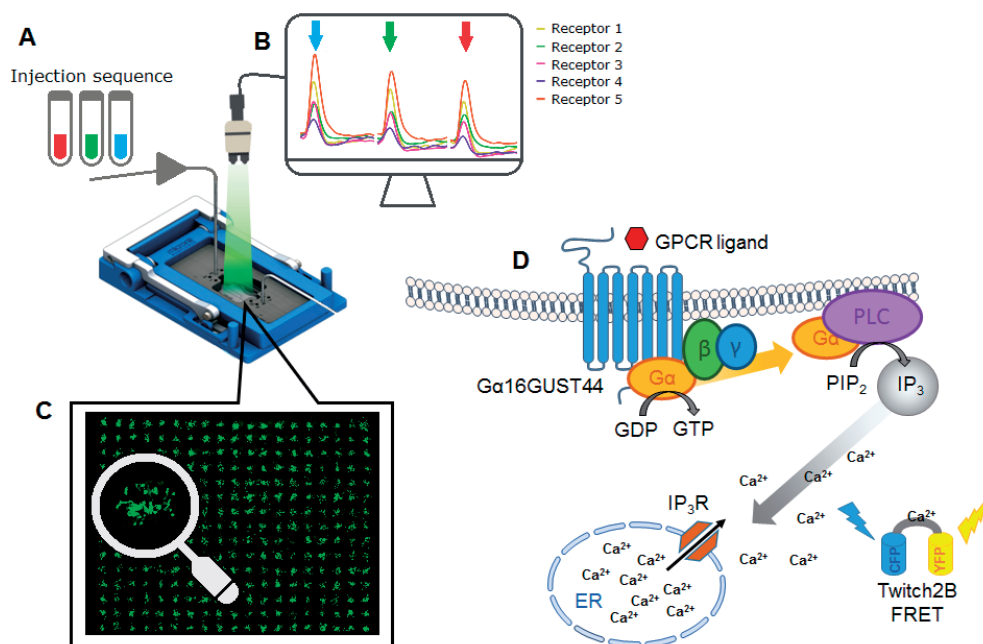 A
Injection sequence
B
Receptor 1
Receptor 2
Receptor 3
Receptor 4
Receptor 5
C
D
GPCR ligand
PLC
Gα
β
γ
Gα
Gα16GUST44
PIP2
IP3
GDP
GTP
Ca2+
Ca2+
Ca2+
IP3R
Ca2+
Ca2+
Ca2+
Ca2+
Ca2+
Ca2+
Ca2+
Ca2+
Ca2+
Ca2+
Ca2+
Ca2+
ER
CFP
YFP
Twitch2B
FRET